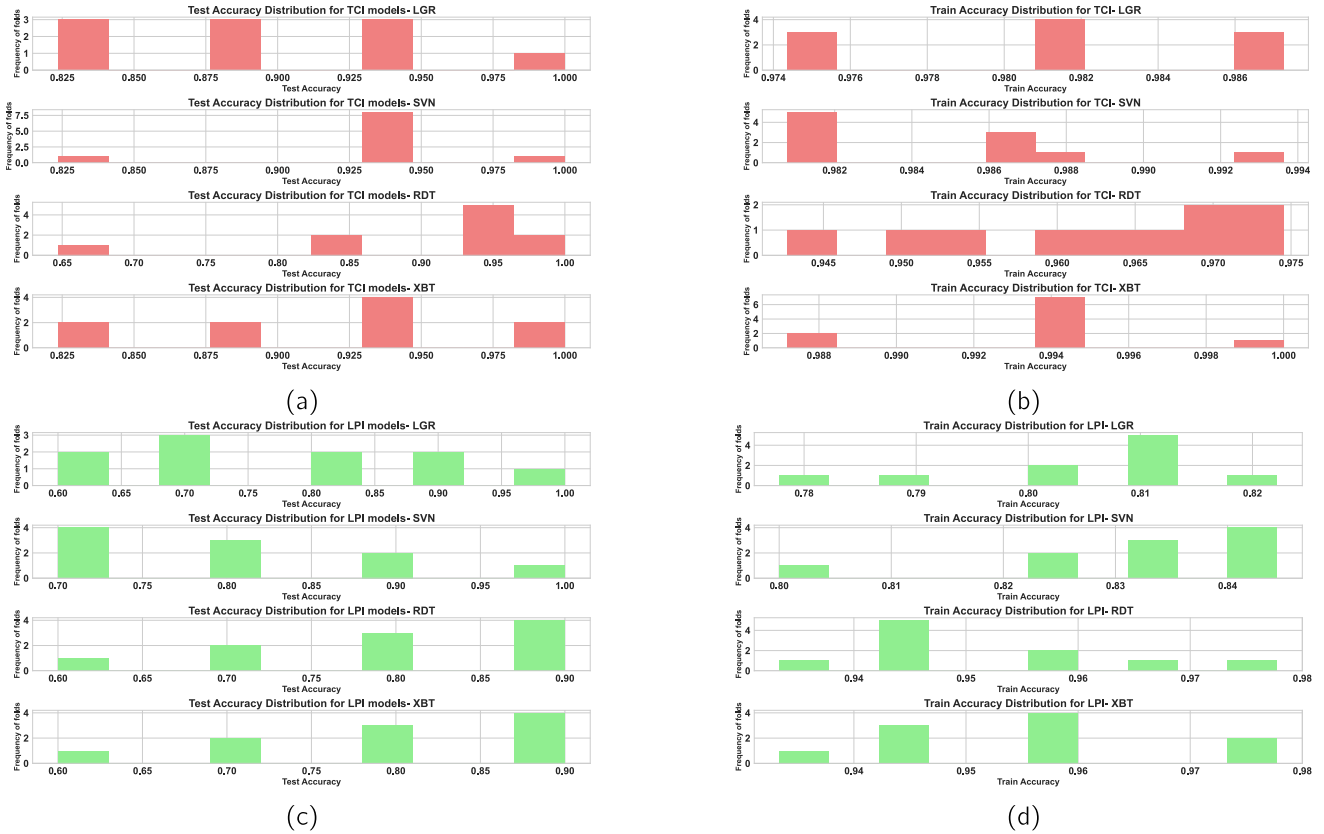 Test Accuracy Distribution for TCI models- LGR
Frequency of folds
3
2
1
0
0.825 0.850 0.875 0.900 0.925 0.950 0.975 1.000
Test Accuracy
Test Accuracy Distribution for TCI models- SVN
Frequency of folds
7.5
5.0
2.5
0.0
0.825 0.850 0.875 0.900 0.925 0.950 0.975 1.000
Test Accuracy
Test Accuracy Distribution for TCI models- RDT
Frequency of folds
4
2
0
0.65 0.70 0.75 0.80 0.85 0.90 0.95 1.00
Test Accuracy
Test Accuracy Distribution for TCI models- XBT
Frequency of folds
4
2
0
0.825 0.850 0.875 0.900 0.925 0.950 0.975 1.000
Test Accuracy
(a)
Train Accuracy Distribution for TCI- LGR
Frequency of folds
4
2
0
0.974 0.976 0.978 0.980 0.982 0.984 0.986
Train Accuracy
Train Accuracy Distribution for TCI- SVN
Frequency of folds
4
2
0
0.982 0.984 0.986 0.988 0.990 0.992 0.994
Train Accuracy
Train Accuracy Distribution for TCI- RDT
Frequency of folds
2
1
0
0.945 0.950 0.955 0.960 0.965 0.970 0.975
Train Accuracy
Train Accuracy Distribution for TCI- XBT
Frequency of folds
6
4
2
0
0.988 0.990 0.992 0.994 0.996 0.998 1.000
Train Accuracy
(b)
Test Accuracy Distribution for LPI models- LGR
Frequency of folds
3
2
1
0
0.60 0.65 0.70 0.75 0.80 0.85 0.90 0.95 1.00
Test Accuracy
Test Accuracy Distribution for LPI models- SVN
Frequency of folds
4
2
0
0.70 0.75 0.80 0.85 0.90 0.95 1.00
Test Accuracy
Test Accuracy Distribution for LPI models- RDT
Frequency of folds
4
2
0
0.60 0.65 0.70 0.75 0.80 0.85 0.90
Test Accuracy
Test Accuracy Distribution for LPI models- XBT
Frequency of folds
4
2
0
0.60 0.65 0.70 0.75 0.80 0.85 0.90
Test Accuracy
(c)
Train Accuracy Distribution for LPI- LGR
Frequency of folds
4
2
0
0.78 0.79 0.80 0.81 0.82
Train Accuracy
Train Accuracy Distribution for LPI- SVN
Frequency of folds
4
2
0
0.80 0.81 0.82 0.83 0.84
Train Accuracy
Train Accuracy Distribution for LPI- RDT
Frequency of folds
4
2
0
0.94 0.95 0.96 0.97 0.98
Train Accuracy
Train Accuracy Distribution for LPI- XBT
Frequency of folds
4
2
0
0.94 0.95 0.96 0.97 0.98
Train Accuracy
(d)